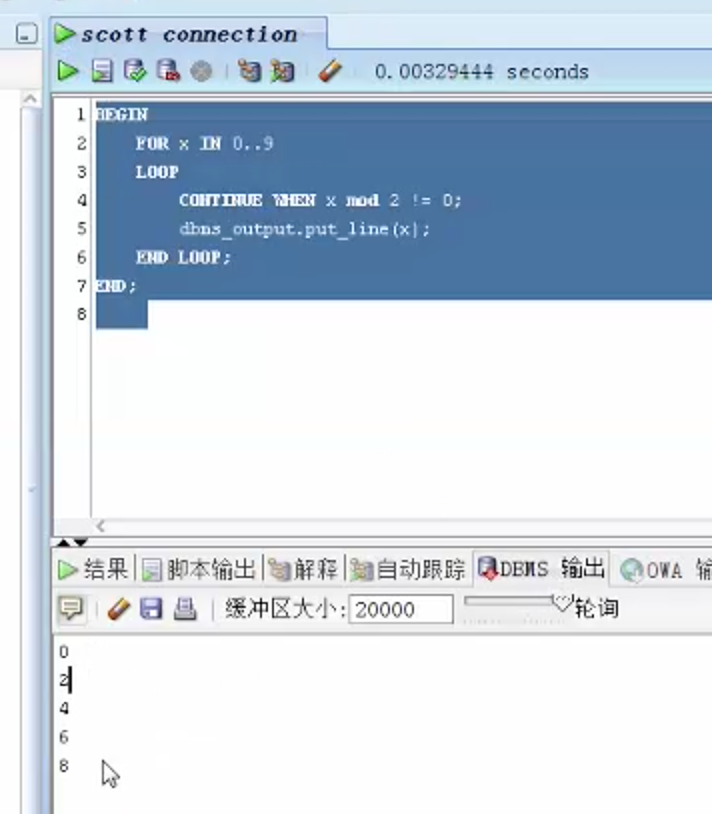 scott connection
0.00329444 seconds
1 BEGIN
2 FOR x IN 0..9
3 LOOP
4 CONTINUE WHEN x mod 2 != 0;
5 dbms_output.put_line(x);
6 END LOOP;
7 END;
8
结果 脚本输出 解释 自动跟踪 DBMS 输出 OWA 输
缓冲区大小: 20000 轮询
0
2
4
6
8